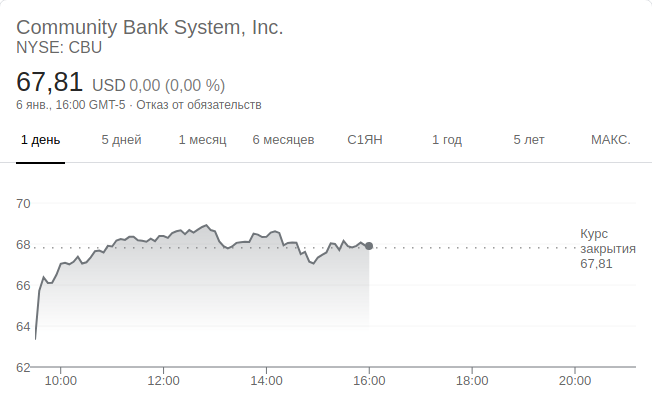 Community Bank System, Inc.
NYSE: CBU
67,81 USD 0,00 (0,00 %)
6 янв., 16:00 GMT-5 · Отказ от обязательств
1 день 5 дней 1 месяц 6 месяцев С1ЯН 1 год 5 лет МАКС.
70
68
66
64
62
Курс
закрытия
67,81
10:00 12:00 14:00 16:00 18:00 20:00